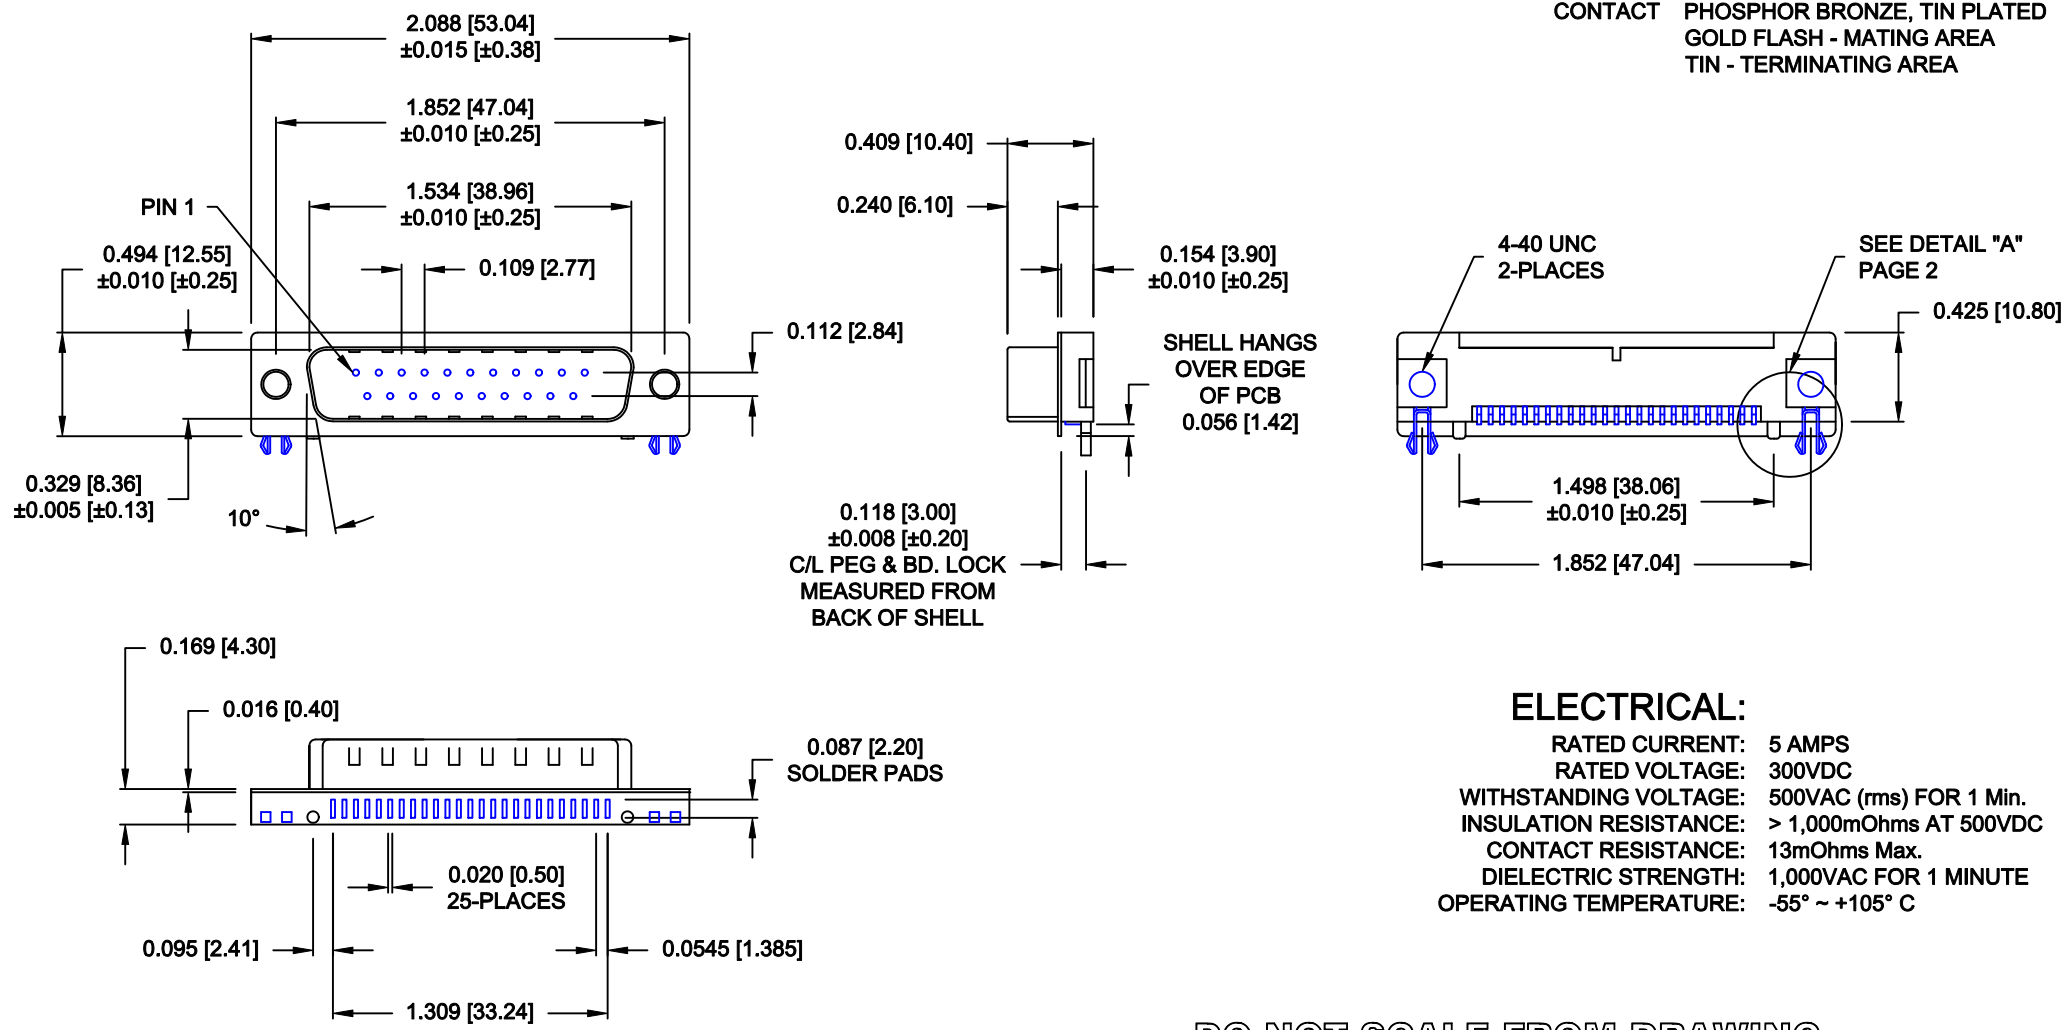 CONTACT PHOSPHOR BRONZE, TIN PLATED
GOLD FLASH - MATING AREA
TIN - TERMINATING AREA
2.088 [53.04]
±0.015 [±0.38]
1.852 [47.04]
±0.010 [±0.25]
1.534 [38.96]
±0.010 [±0.25]
PIN 1
0.494 [12.55]
±0.010 [±0.25]
0.109 [2.77]
0.112 [2.84]
0.329 [8.36]
±0.005 [±0.13]
10°
0.409 [10.40]
0.240 [6.10]
0.154 [3.90]
±0.010 [±0.25]
SHELL HANGS
OVER EDGE
OF PCB
0.056 [1.42]
0.118 [3.00]
±0.008 [±0.20]
C/L PEG & BD. LOCK
MEASURED FROM
BACK OF SHELL
4-40 UNC
2-PLACES
SEE DETAIL "A"
PAGE 2
0.425 [10.80]
1.498 [38.06]
±0.010 [±0.25]
1.852 [47.04]
0.169 [4.30]
0.016 [0.40]
0.087 [2.20]
SOLDER PADS
0.020 [0.50]
25-PLACES
0.095 [2.41]
0.0545 [1.385]
1.309 [33.24]
ELECTRICAL:
RATED CURRENT: 5 AMPS
RATED VOLTAGE: 300VDC
WITHSTANDING VOLTAGE: 500VAC (rms) FOR 1 Min.
INSULATION RESISTANCE: > 1,000mOhms AT 500VDC
CONTACT RESISTANCE: 13mOhms Max.
DIELECTRIC STRENGTH: 1,000VAC FOR 1 MINUTE
OPERATING TEMPERATURE: -55° ~ +105° C
DO NOT SCALE FROM DRAWING